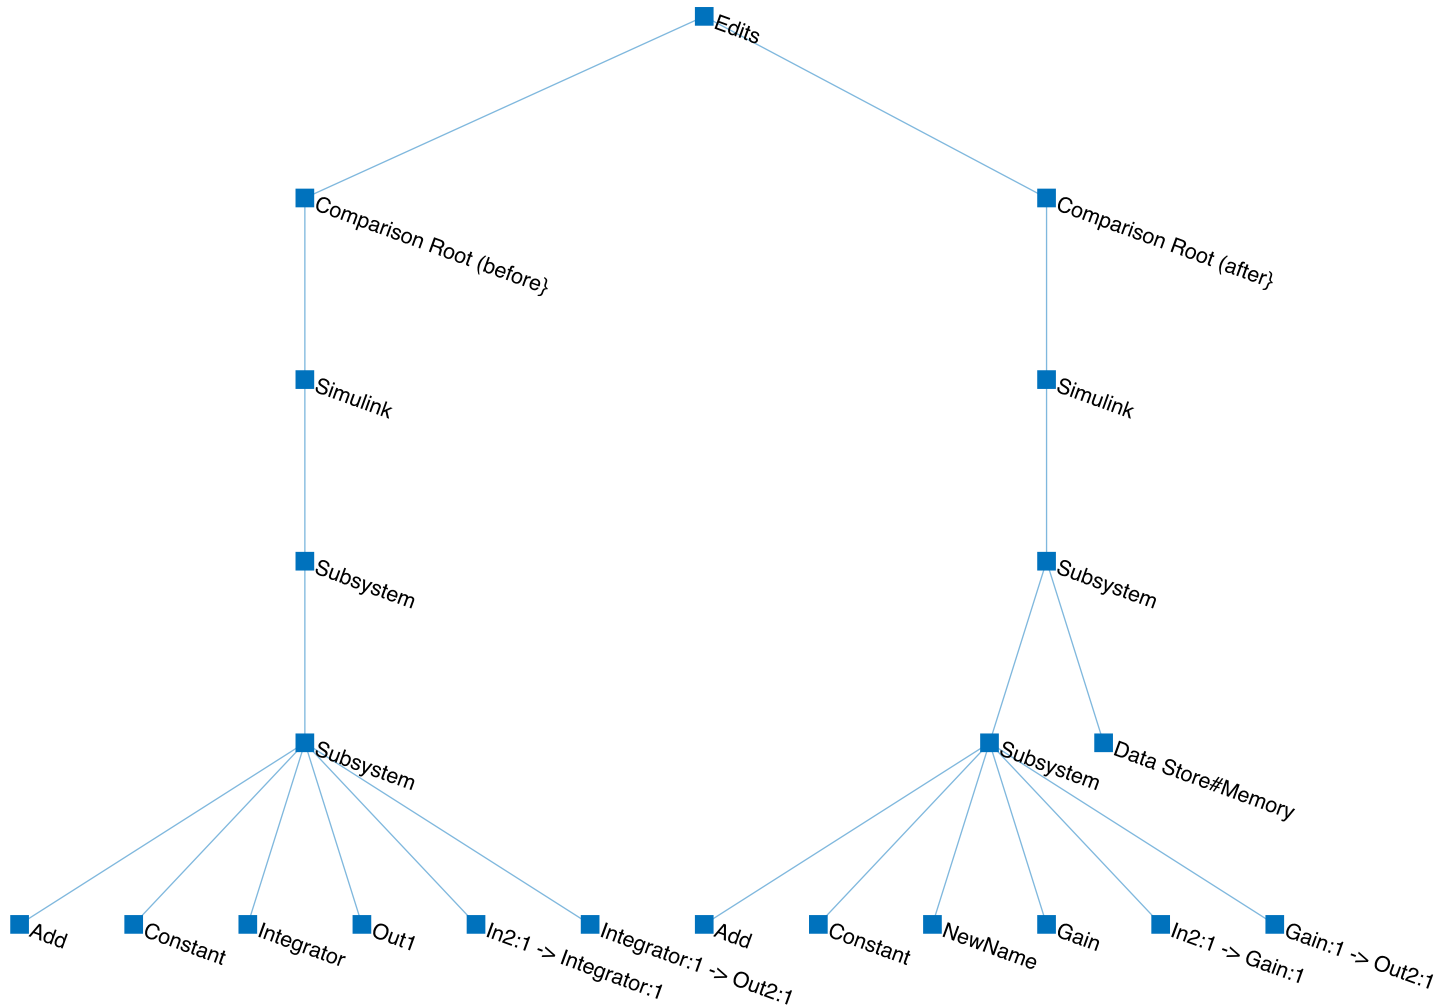 Edits
Comparison Root (before}
Comparison Root (after}
Simulink
Simulink
Subsystem
Subsystem
Subsystem
Subsystem
Data Store#Memory
Add
Constant
Integrator
Out1
In2:1 -> Integrator:1
Integrator:1 -> Out2:1
Add
Constant
NewName
Gain
In2:1 -> Gain:1
Gain:1 -> Out2:1